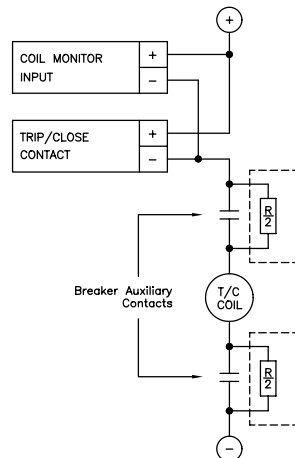 +
COIL MONITOR
INPUT
+
−
TRIP/CLOSE
CONTACT
+
−
R
2
Breaker Auxiliary
Contacts
T/C
COIL
R
2
−